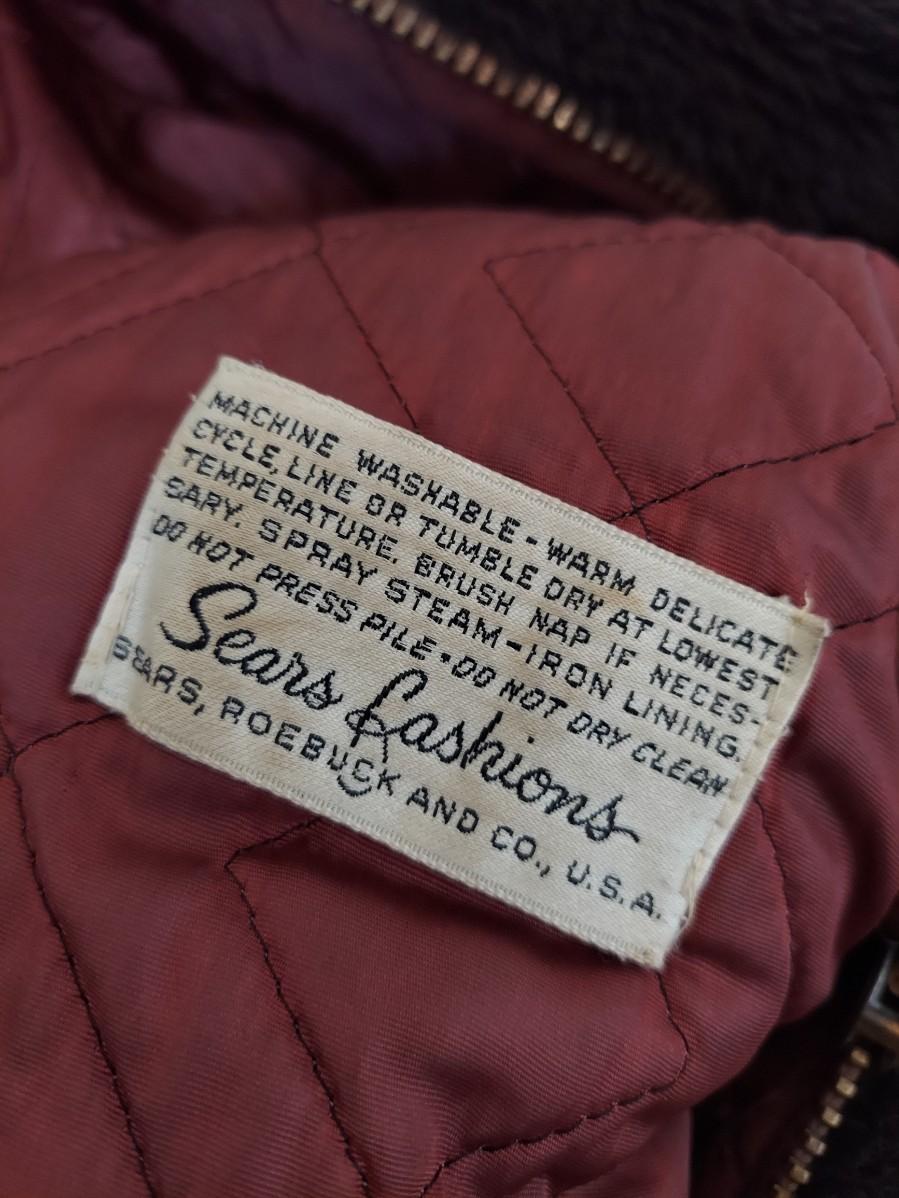 MACHINE WASHABLE-WARM DELICATE
CYCLE, LINE OR TUMBLE DRY AT LOWEST
TEMPERATURE. BRUSH NAP IF NECES-
SARY. SPRAY STEAM-IRON LINING.
DO NOT PRESS PILE•DO NOT DRY CLEAN
Sears fashions
SEARS, ROEBUCK AND CO., U.S.A.